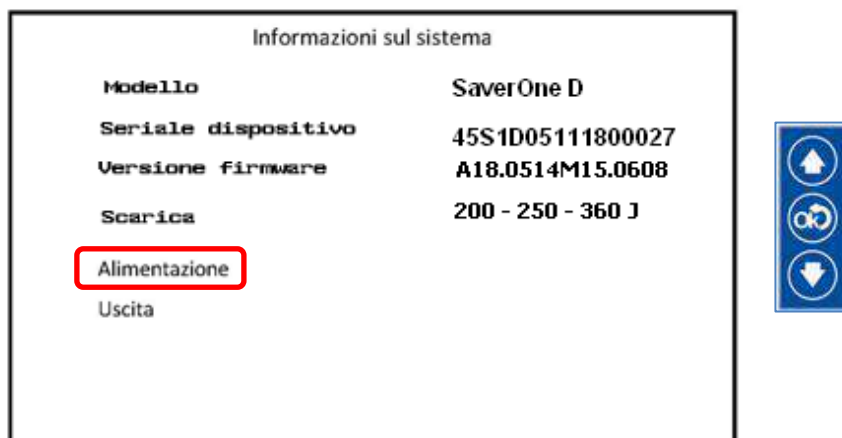 Informazioni sul sistema
Modello SaverOne D
Seriale dispositivo 45S1D05111800027
Versione firmware A18.0514M15.0608
Scarica 200 - 250 - 360 J
Alimentazione
Uscita
ok